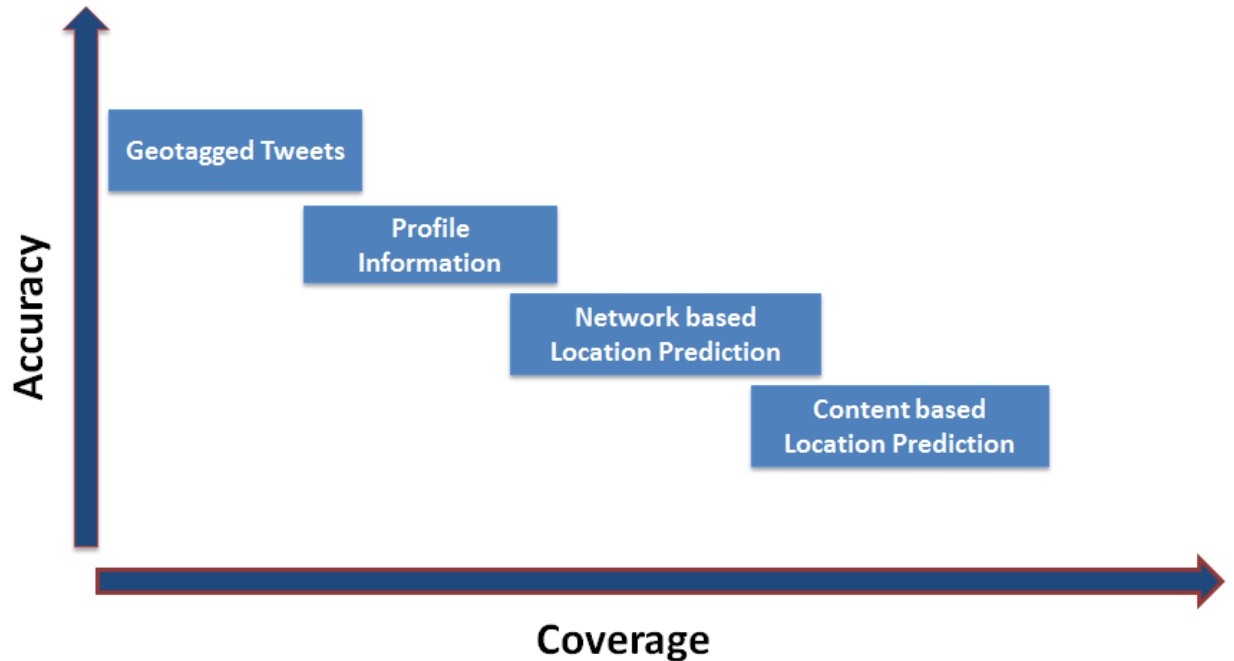 Accuracy
Geotagged Tweets
Profile
Information
Network based
Location Prediction
Content based
Location Prediction
Coverage